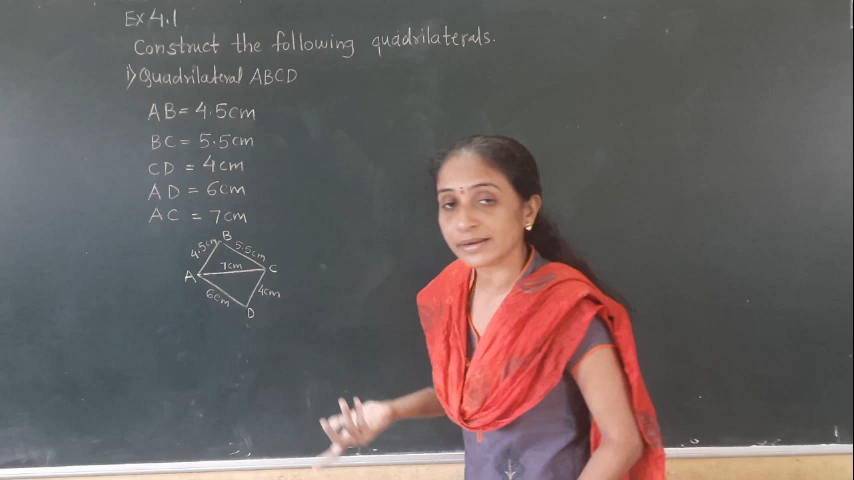 Ex 4.1
Construct the following quadrilaterals.
i) Quadrilateral ABCD
AB = 4.5cm
BC = 5.5cm
CD = 4cm
AD = 6cm
AC = 7cm
B
4.5cm 5.5cm
7cm
A C
6cm 4cm
D